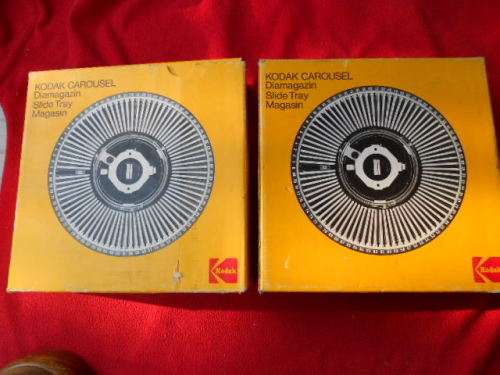 KODAK CAROUSEL
Diamagazin
Slide Tray
Magasin
Kodak
KODAK CAROUSEL
Diamagazin
Slide Tray
Magasin
Kodak